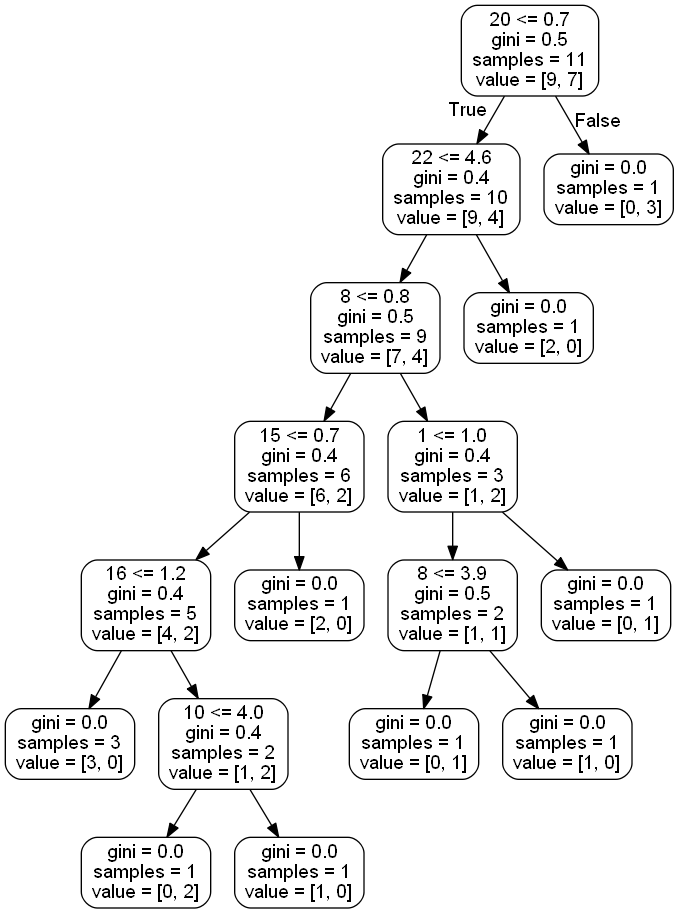 20 <= 0.7
gini = 0.5
samples = 11
value = [9, 7]
True
False
22 <= 4.6
gini = 0.4
samples = 10
value = [9, 4]
gini = 0.0
samples = 1
value = [0, 3]
8 <= 0.8
gini = 0.5
samples = 9
value = [7, 4]
gini = 0.0
samples = 1
value = [2, 0]
15 <= 0.7
gini = 0.4
samples = 6
value = [6, 2]
1 <= 1.0
gini = 0.4
samples = 3
value = [1, 2]
16 <= 1.2
gini = 0.4
samples = 5
value = [4, 2]
gini = 0.0
samples = 1
value = [2, 0]
8 <= 3.9
gini = 0.5
samples = 2
value = [1, 1]
gini = 0.0
samples = 1
value = [0, 1]
gini = 0.0
samples = 3
value = [3, 0]
10 <= 4.0
gini = 0.4
samples = 2
value = [1, 2]
gini = 0.0
samples = 1
value = [0, 1]
gini = 0.0
samples = 1
value = [1, 0]
gini = 0.0
samples = 1
value = [0, 2]
gini = 0.0
samples = 1
value = [1, 0]